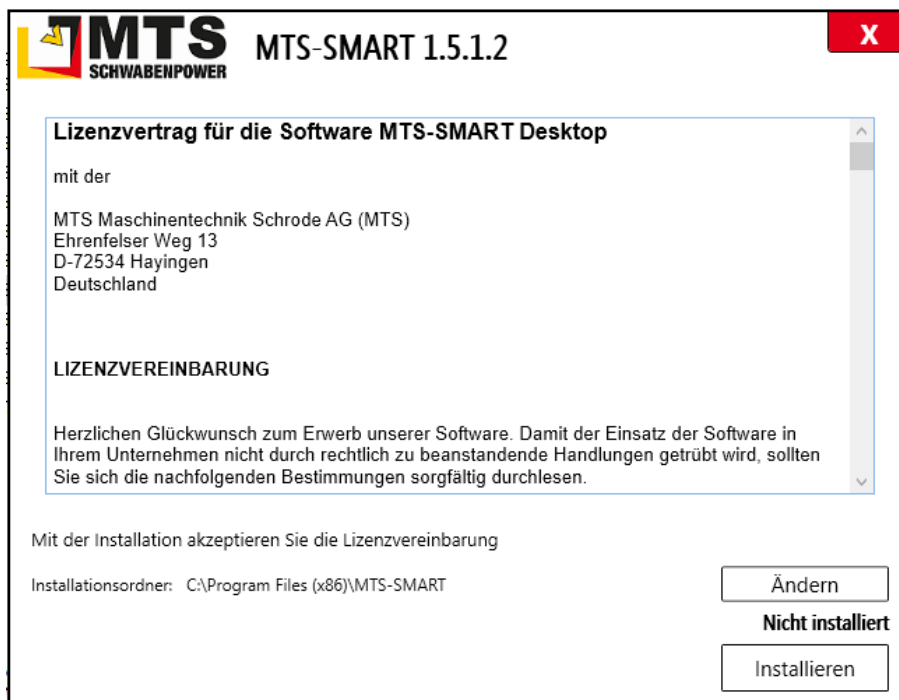 MTS
SCHWABENPOWER
MTS-SMART 1.5.1.2
X
Lizenzvertrag für die Software MTS-SMART Desktop
mit der
MTS Maschinentechnik Schrode AG (MTS)
Ehrenfelser Weg 13
D-72534 Hayingen
Deutschland
LIZENZVEREINBARUNG
Herzlichen Glückwunsch zum Erwerb unserer Software. Damit der Einsatz der Software in
Ihrem Unternehmen nicht durch rechtlich zu beanstandende Handlungen getrübt wird, sollten
Sie sich die nachfolgenden Bestimmungen sorgfältig durchlesen.
Mit der Installation akzeptieren Sie die Lizenzvereinbarung
Installationsordner: C:\Program Files (x86)\MTS-SMART
Ändern
Nicht installiert
Installieren